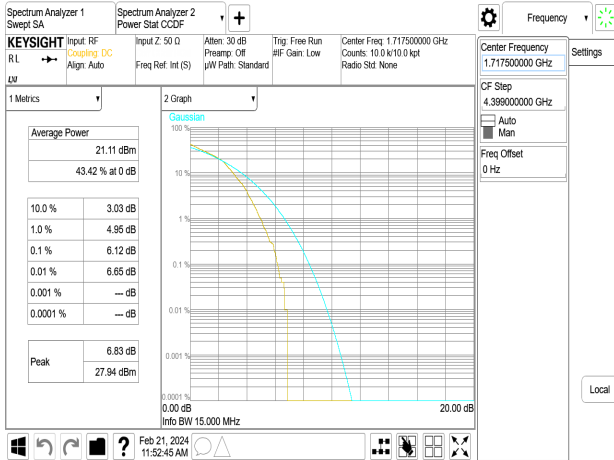 Spectrum Analyzer 1
Swept SA
Spectrum Analyzer 2
Power Stat CCDF
+
Frequency
KEYSIGHT
RL
LXI
Input: RF
Coupling: DC
Align: Auto
Input Z: 50 Ω
Freq Ref: Int (S)
Atten: 30 dB
Preamp: Off
µW Path: Standard
Trig: Free Run
#IF Gain: Low
Center Freq: 1.717500000 GHz
Counts: 10.0 k/10.0 kpt
Radio Std: None
Center Frequency
1.717500000 GHz
Settings
CF Step
4.399000000 GHz
Auto
Man
Freq Offset
0 Hz
1 Metrics
Average Power
21.11 dBm
43.42 % at 0 dB
10.0 % 3.03 dB
1.0 % 4.95 dB
0.1 % 6.12 dB
0.01 % 6.65 dB
0.001 % --- dB
0.0001 % --- dB
Peak
6.83 dB
27.94 dBm
2 Graph
Gaussian
100 %
10 %
1 %
0.1 %
0.01 %
0.001 %
0.0001 %
0.00 dB
20.00 dB
Info BW 15.000 MHz
Local
?
Feb 21, 2024
11:52:45 AM